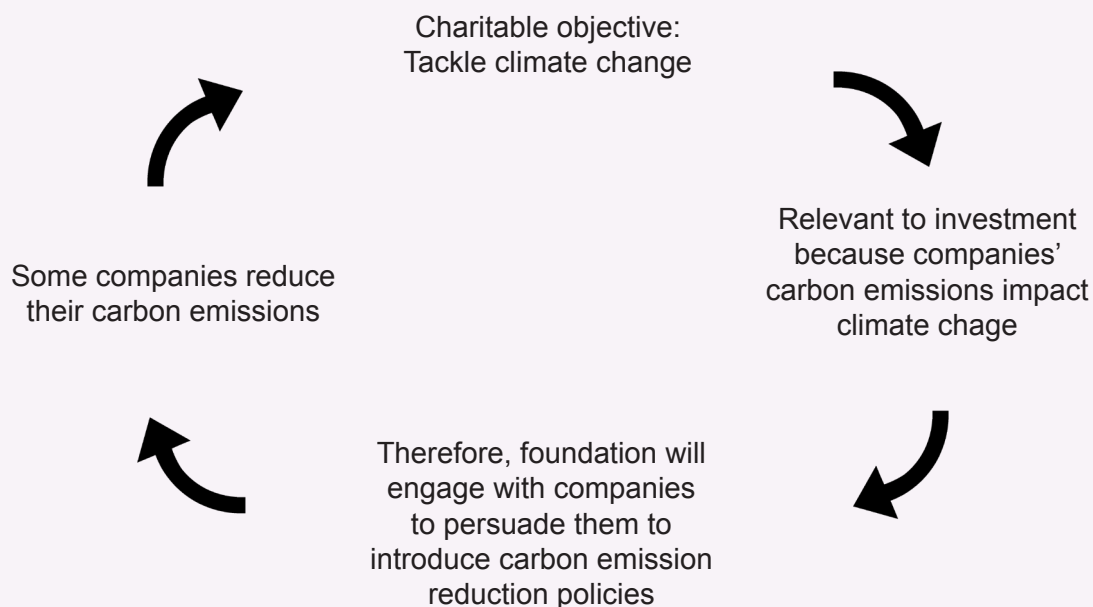 Charitable objective:
Tackle climate change
Relevant to investment
because companies’
carbon emissions impact
climate chage
Therefore, foundation will
engage with companies
to persuade them to
introduce carbon emission
reduction policies
Some companies reduce
their carbon emissions